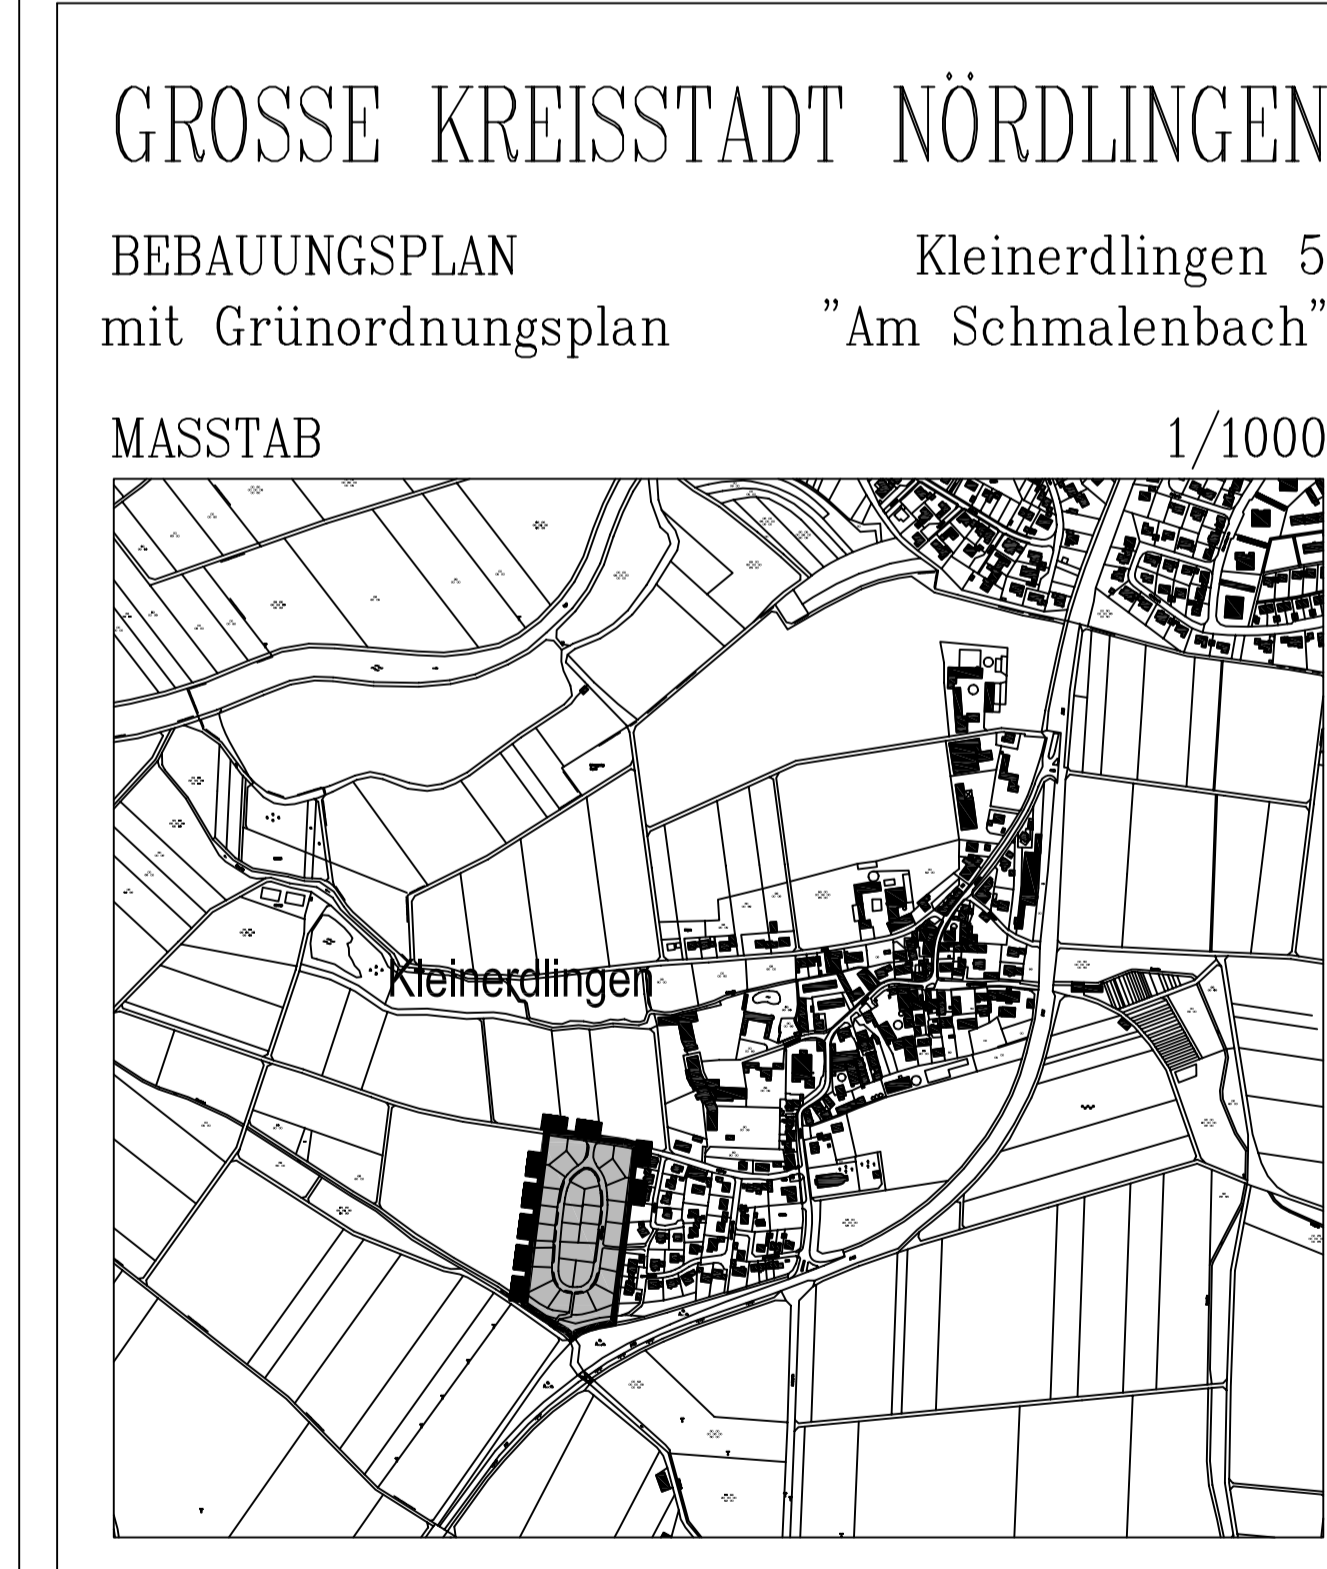 GROSSE KREISSTADT NÖRDLINGEN
BEBAUUNGSPLAN Kleinerdlingen 5
mit Grünordnungsplan "Am Schmalenbach"
MASSTAB 1/1000
Kleinerdlingen